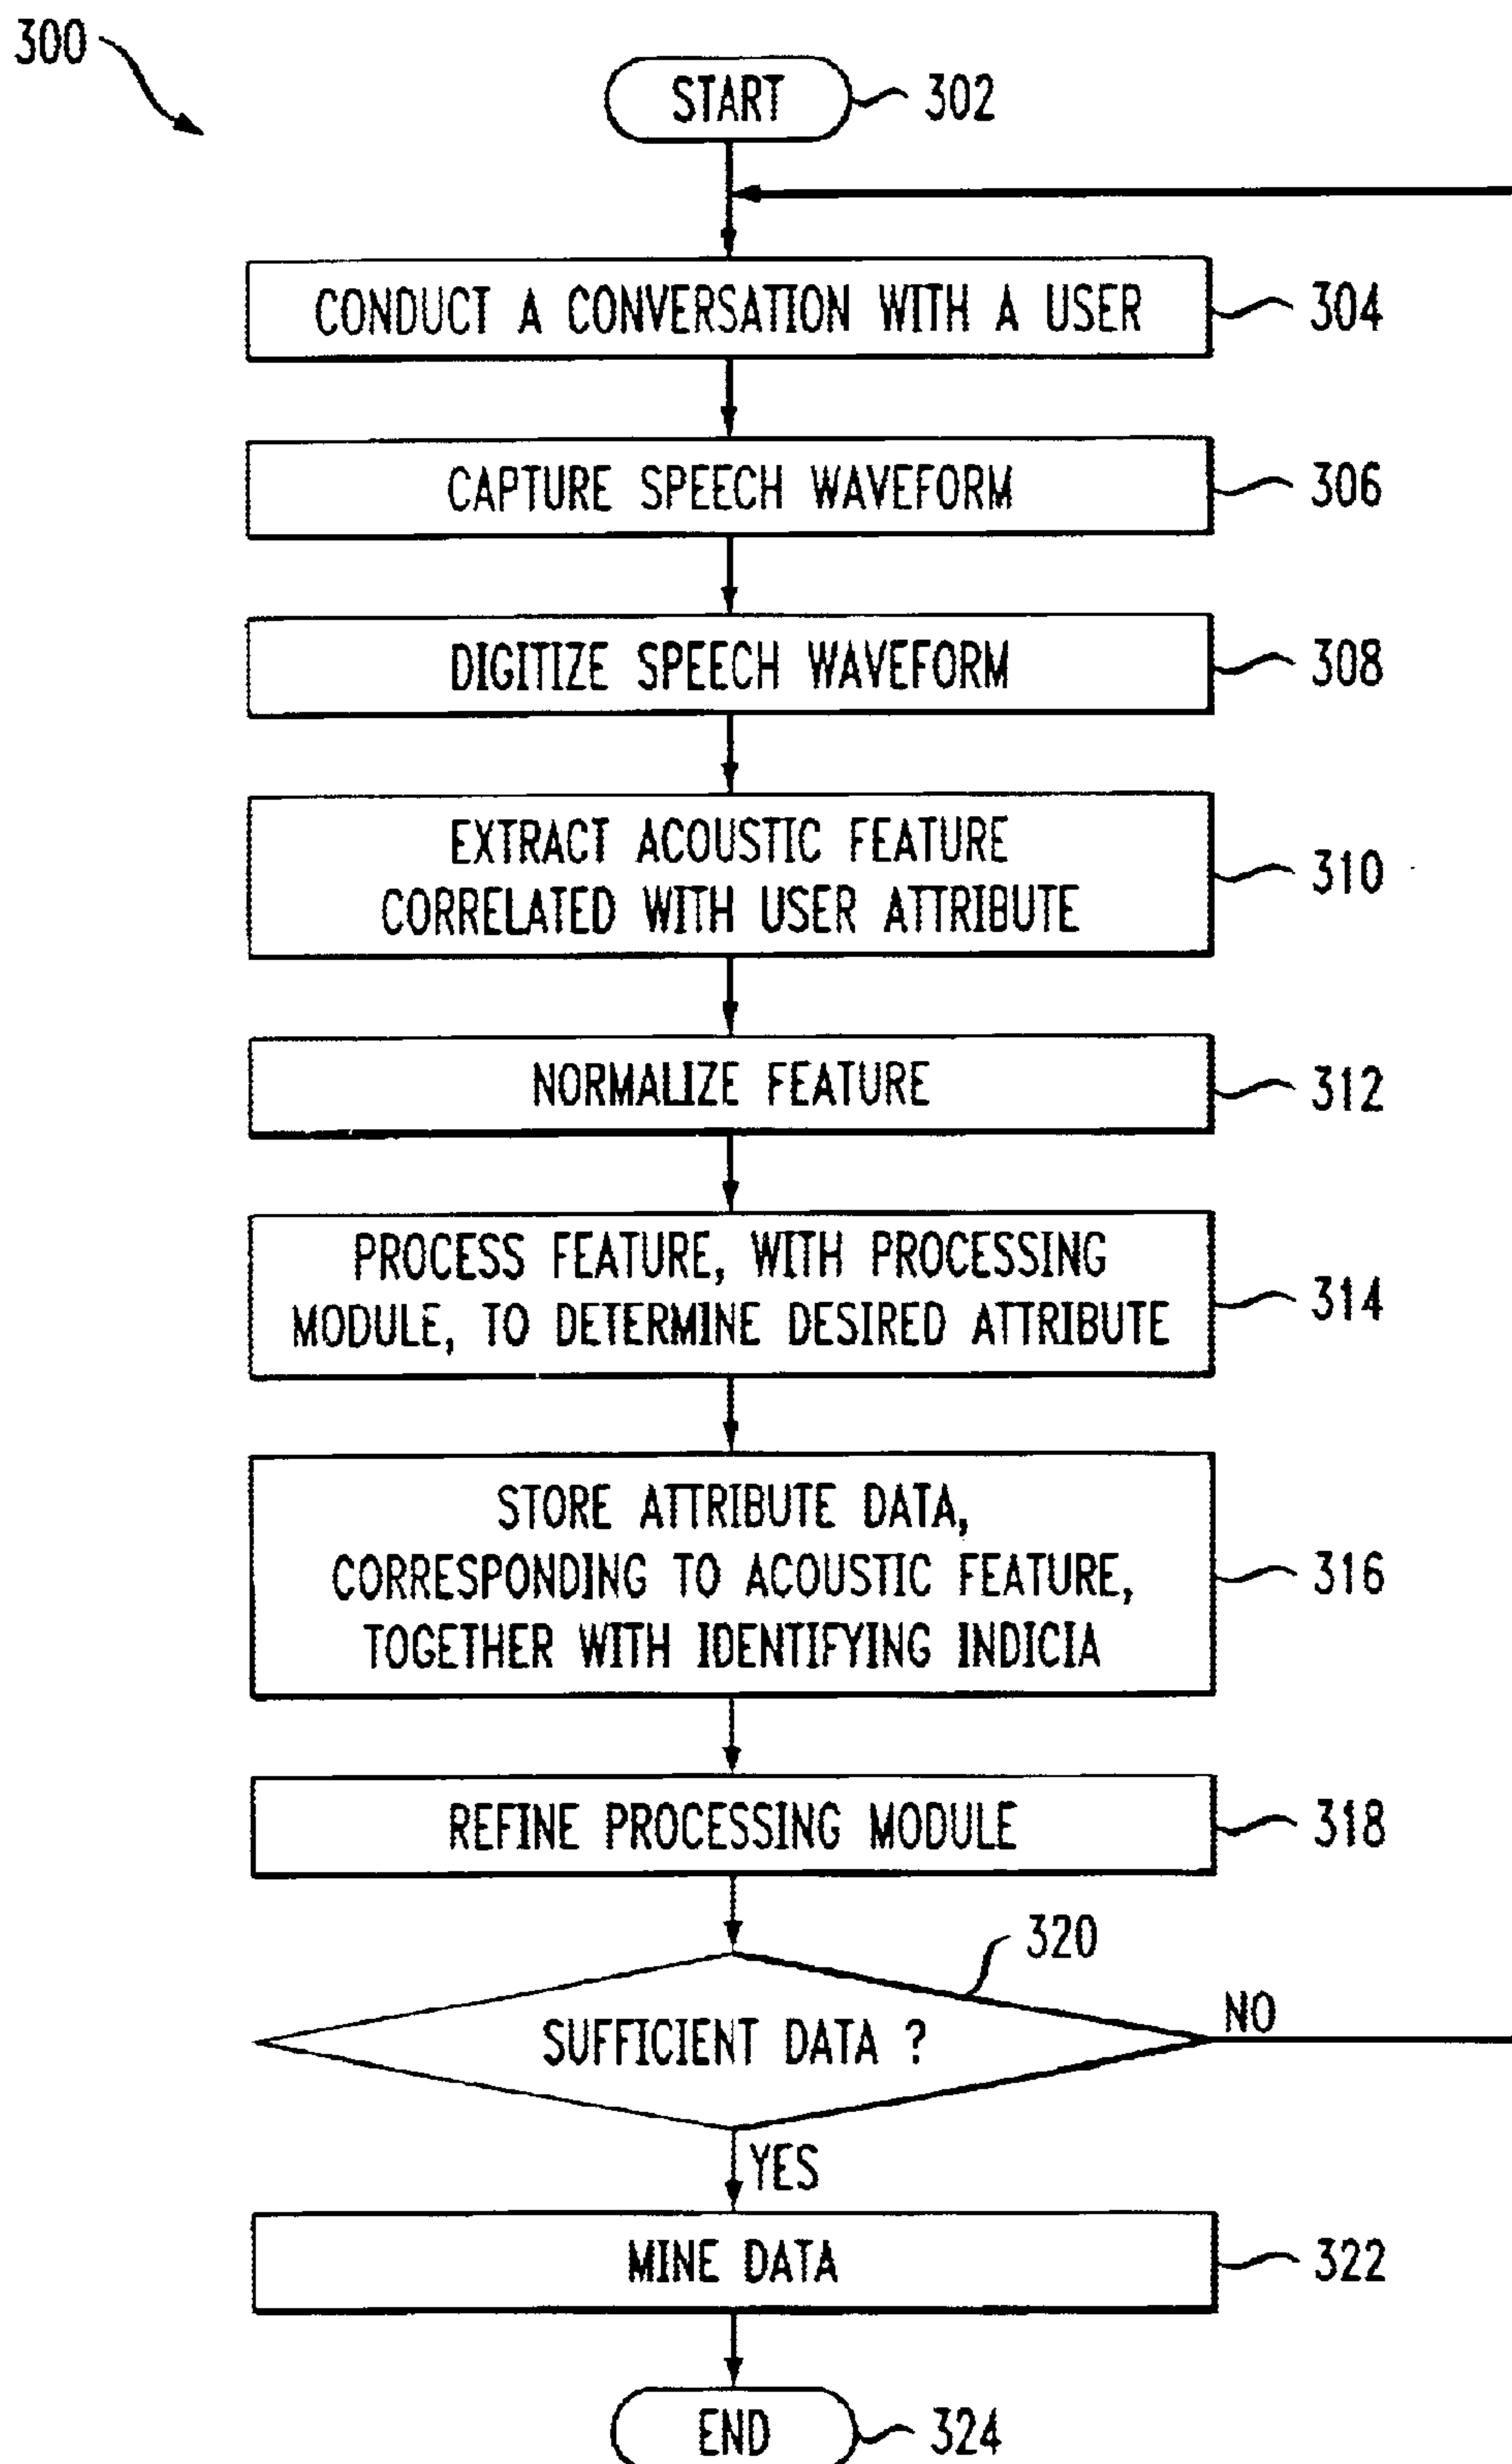 300
START 302
CONDUCT A CONVERSATION WITH A USER 304
CAPTURE SPEECH WAVEFORM 306
DIGITIZE SPEECH WAVEFORM 308
EXTRACT ACOUSTIC FEATURE
CORRELATED WITH USER ATTRIBUTE
310
NORMALIZE FEATURE 312
PROCESS FEATURE, WITH PROCESSING
MODULE, TO DETERMINE DESIRED ATTRIBUTE
314
STORE ATTRIBUTE DATA,
CORRESPONDING TO ACOUSTIC FEATURE,
TOGETHER WITH IDENTIFYING INDICIA
316
REFINE PROCESSING MODULE 318
320
SUFFICIENT DATA ?
NO
YES
MINE DATA 322
END 324